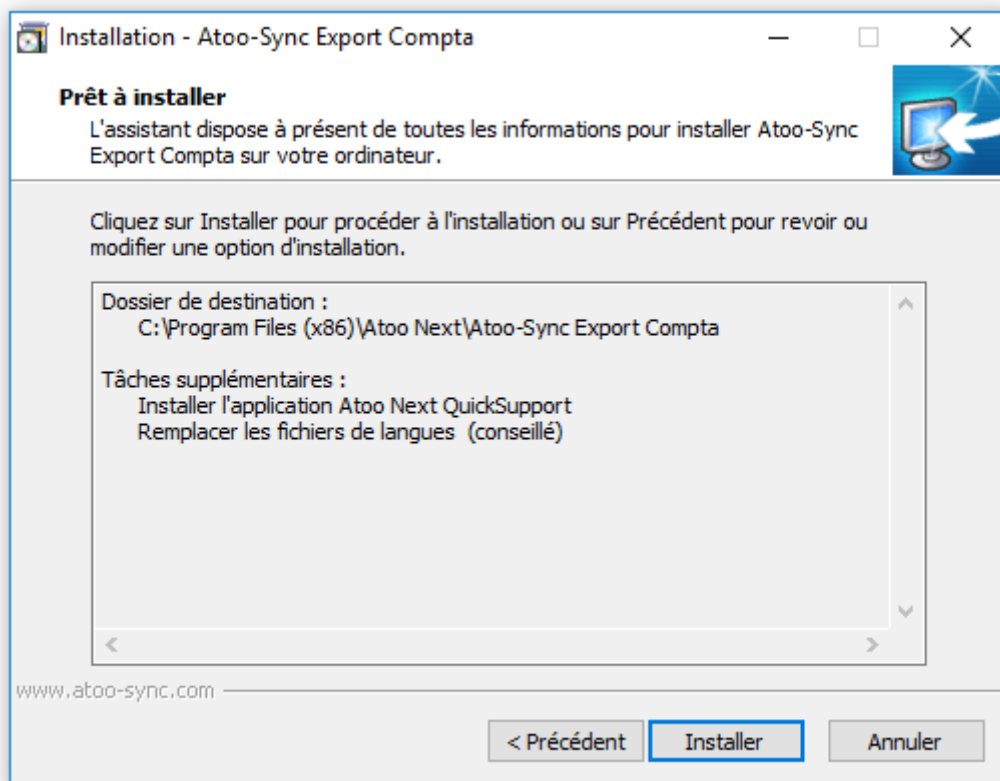 Installation - Atoo-Sync Export Compta
Prêt à installer
L'assistant dispose à présent de toutes les informations pour installer Atoo-Sync
Export Compta sur votre ordinateur.
Cliquez sur Installer pour procéder à l'installation ou sur Précédent pour revoir ou
modifier une option d'installation.
Dossier de destination :
C:\Program Files (x86)\Atoo Next\Atoo-Sync Export Compta
Tâches supplémentaires :
Installer l'application Atoo Next QuickSupport
Remplacer les fichiers de langues  (conseillé)
www.atoo-sync.com
< Précédent
Installer
Annuler